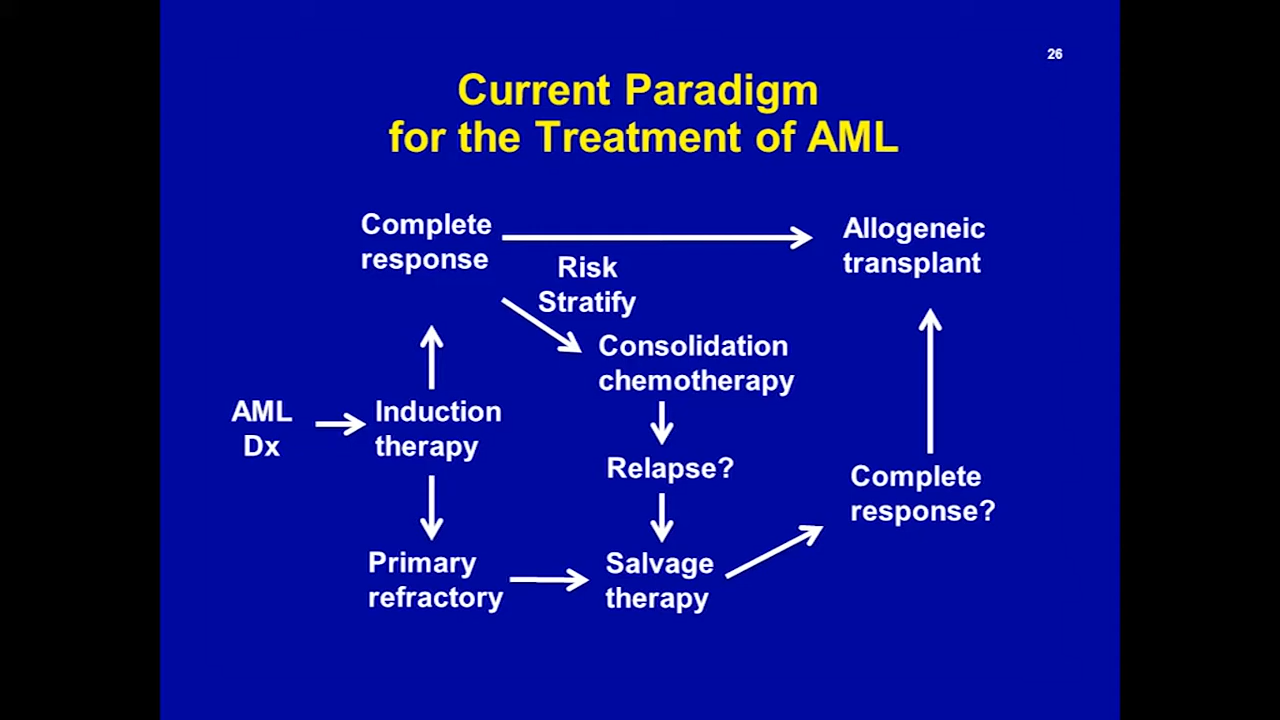 26
Current Paradigm
for the Treatment of AML
Complete
response
Risk
Stratify
Allogeneic
transplant
Consolidation
chemotherapy
AML
Dx
Induction
therapy
Relapse?
Complete
response?
Primary
refractory
Salvage
therapy